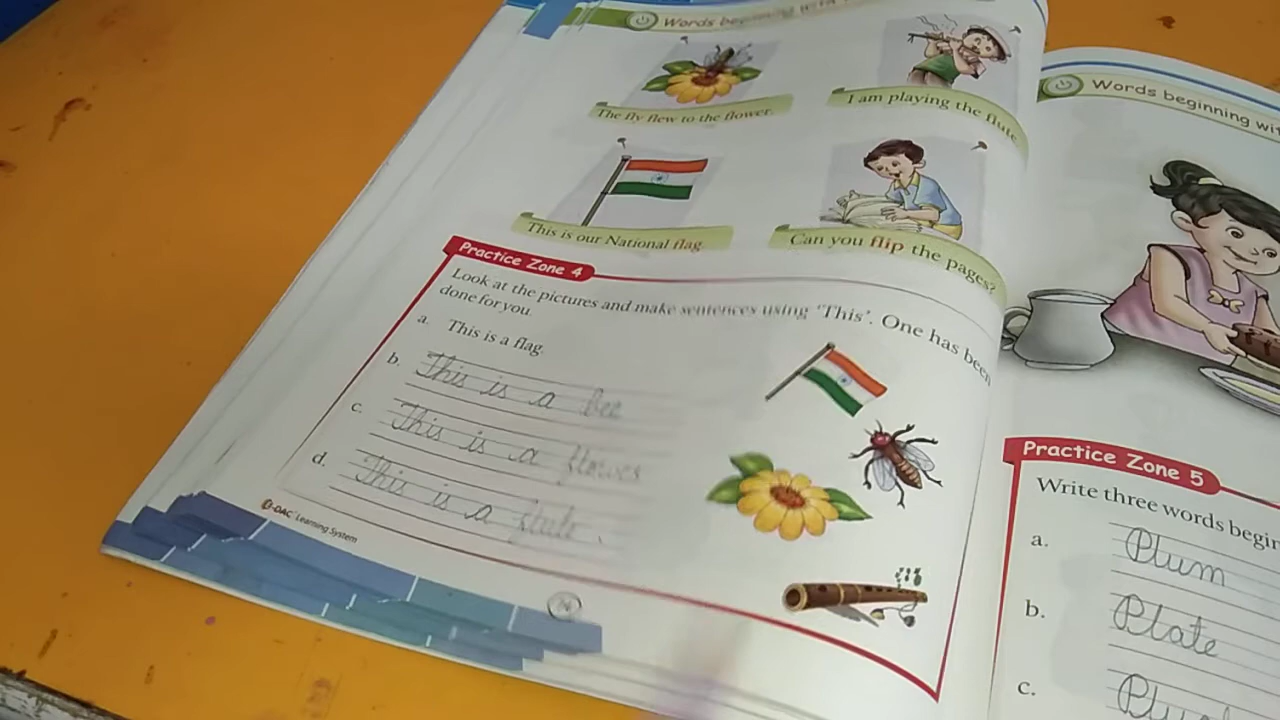 Words beginning with
The fly flew to the flower.
I am playing the flute
This is our National flag.
Can you flip the pages?
Practice Zone 4
Look at the pictures and make sentences using 'This'. One has been
done for you.
a. This is a flag.
b. This is a bee
c. This is a flower
d. This is a flute.
E-DAC Learning System
Words beginning wi
Practice Zone 5
Write three words begin
a. Plum
b. Plate
c.